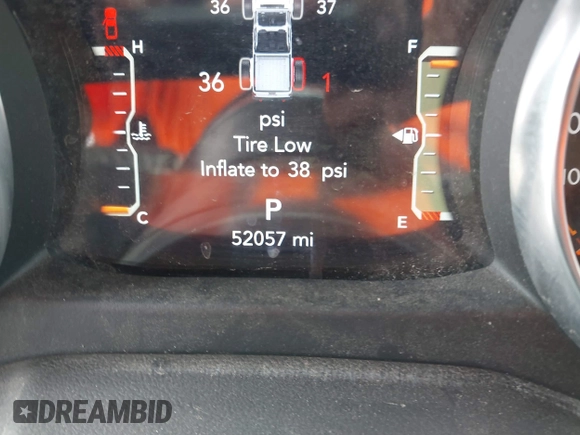 36 37
H F
36 1
psi
Tire Low
Inflate to 38 psi
P
C E
52057 mi
DREAMBID